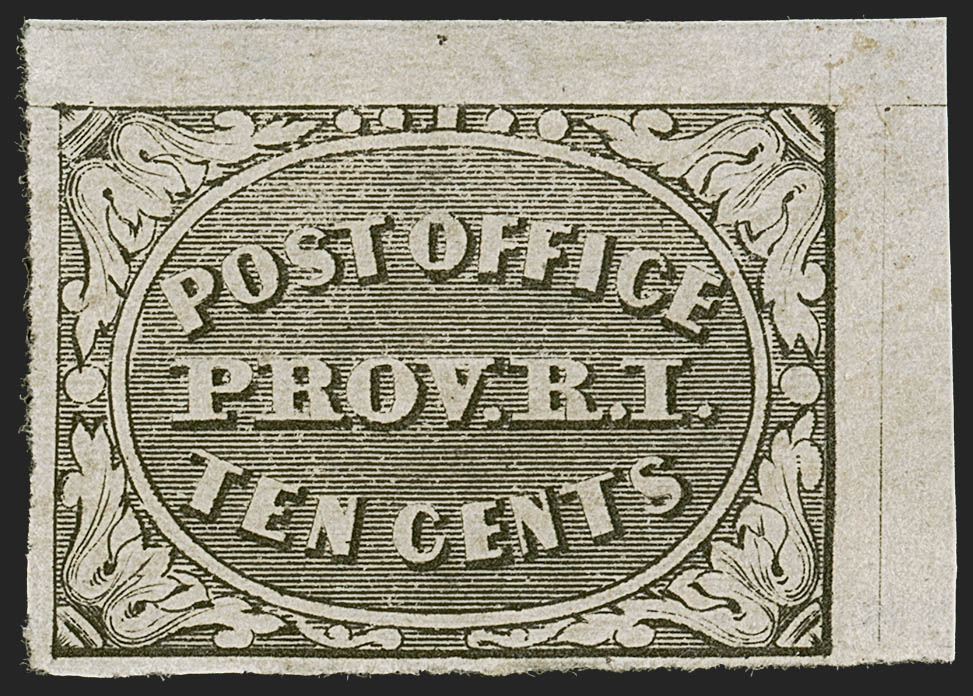 POST OFFICE
PROV. R. I.
TEN CENTS